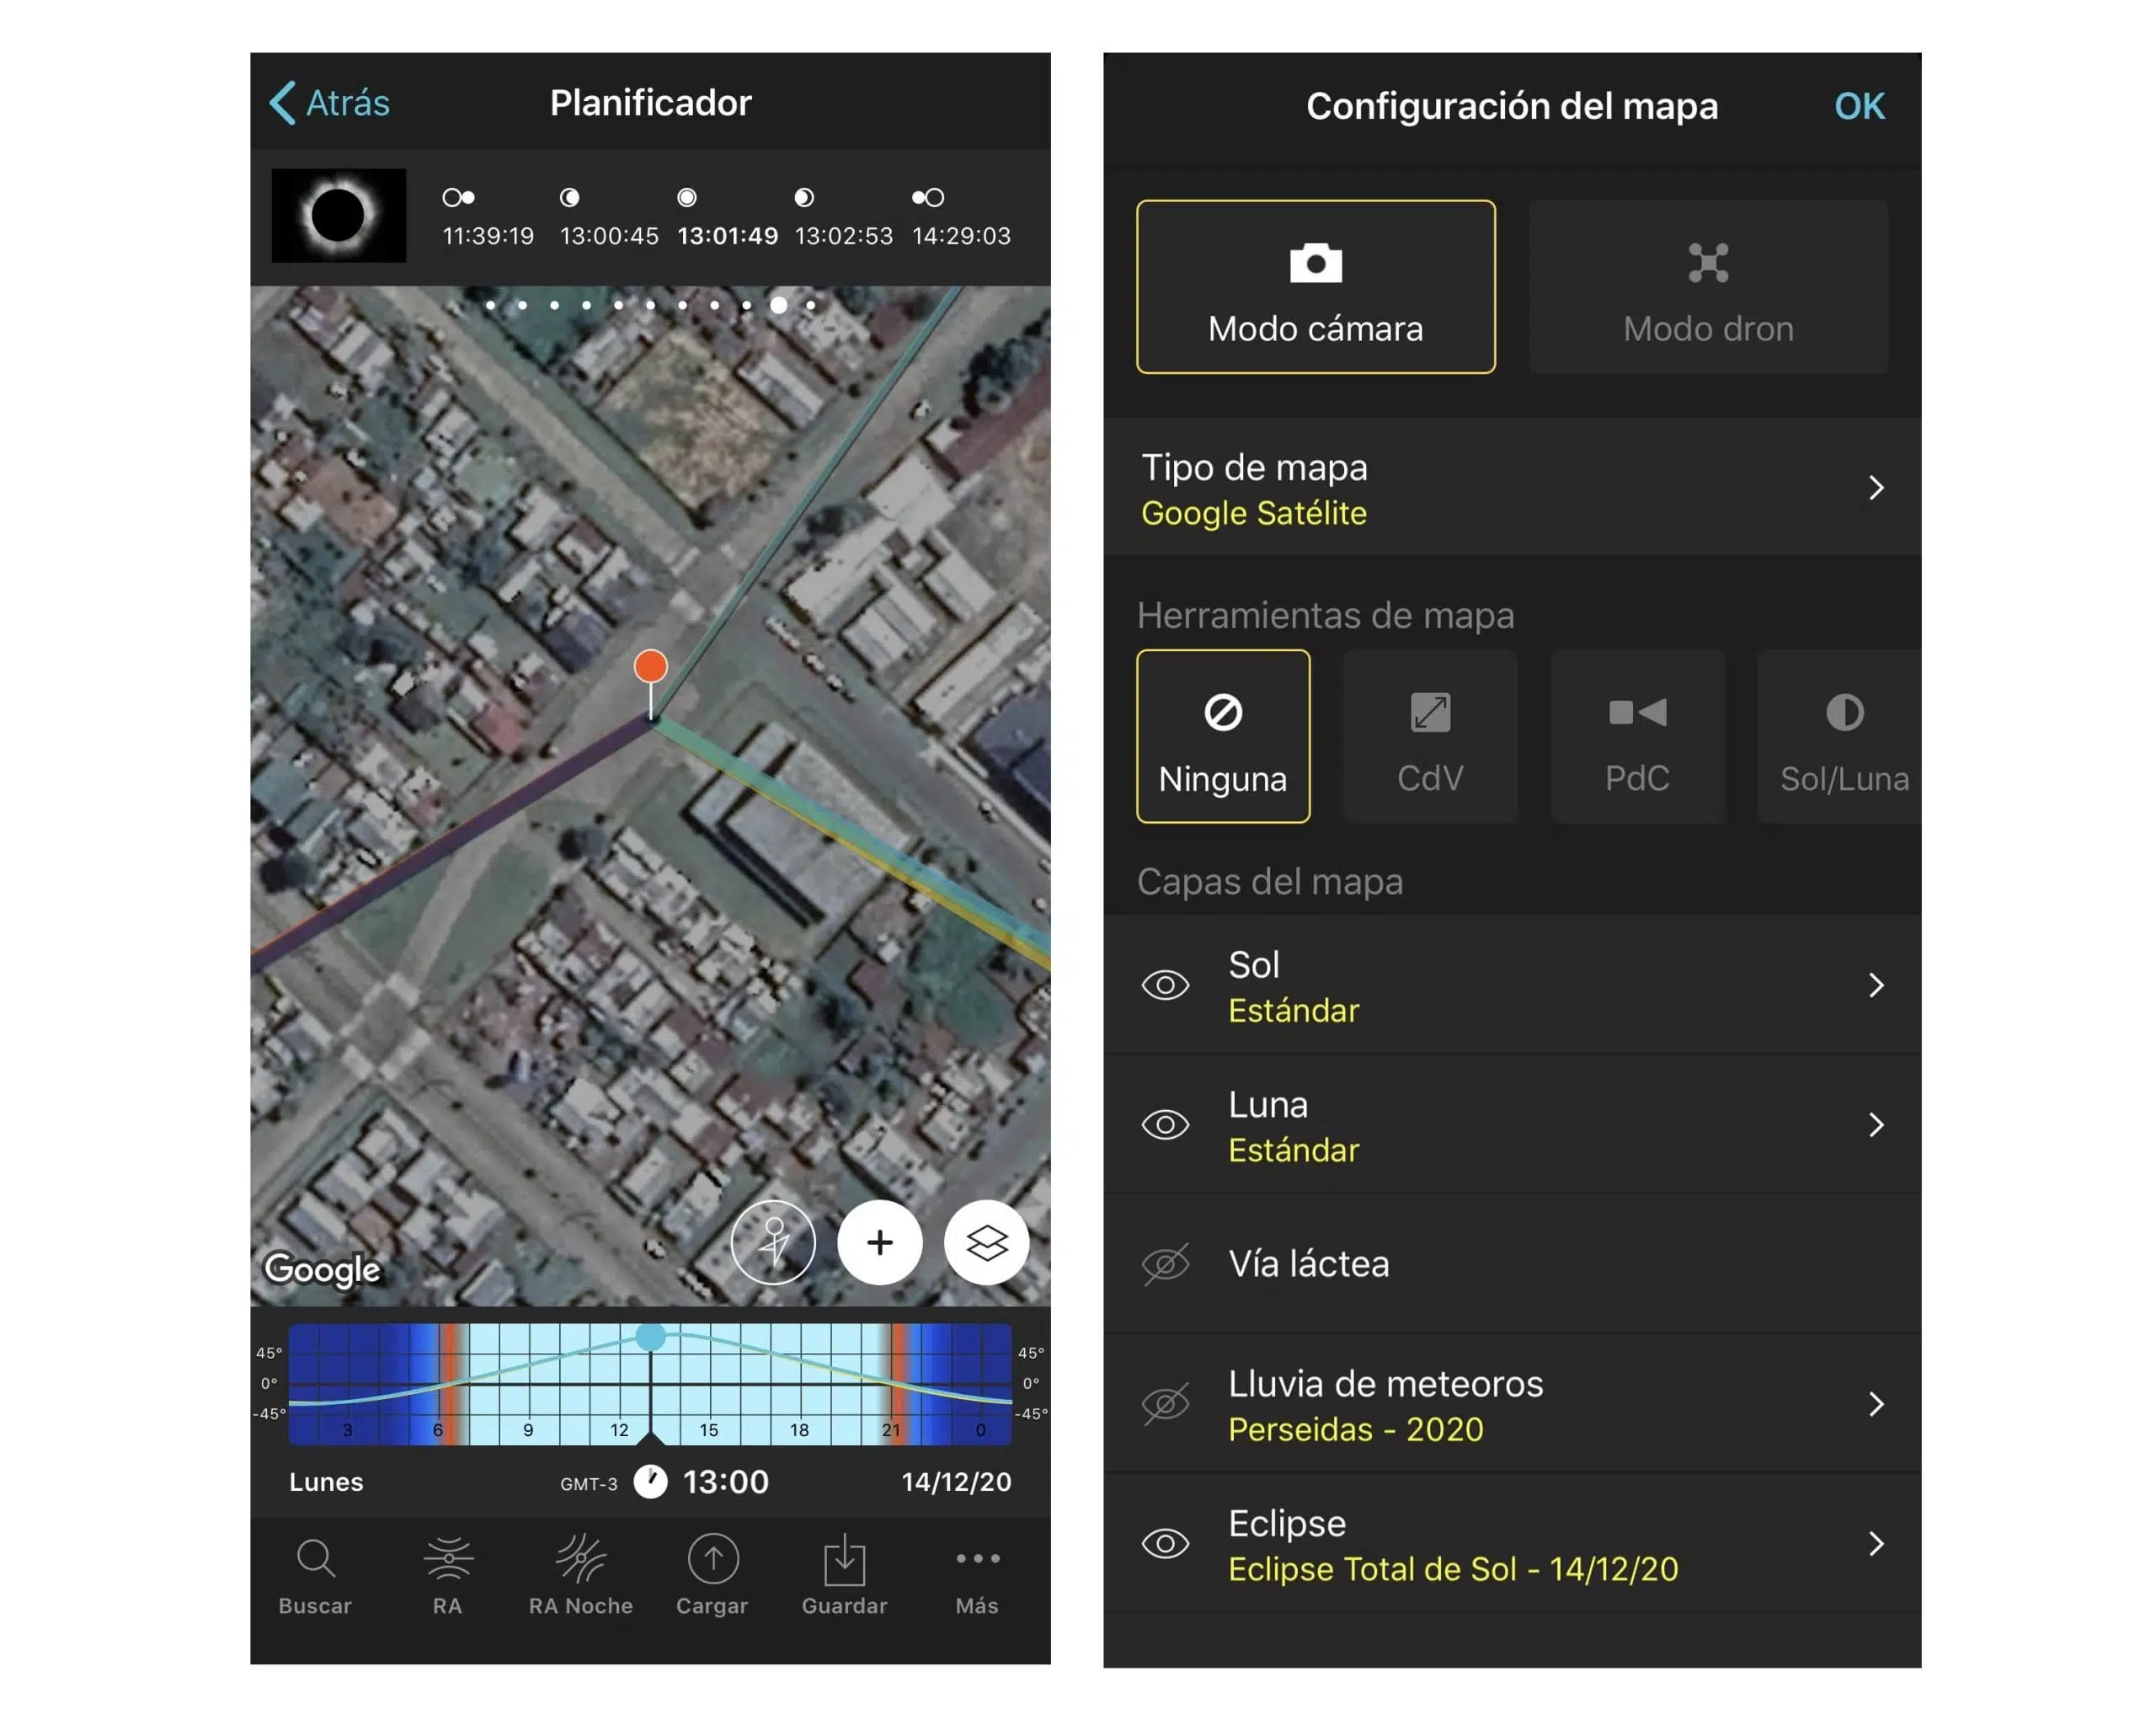 Atrás
Planificador
11:39:19 13:00:45 13:01:49 13:02:53 14:29:03
Google
45° 45°
0° 0°
-45° -45°
3 6 9 12 15 18 21 0
Lunes GMT-3 13:00 14/12/20
Buscar RA RA Noche Cargar Guardar Más
Configuración del mapa OK
Modo cámara Modo dron
Tipo de mapa
Google Satélite
Herramientas de mapa
Ninguna CdV PdC Sol/Luna
Capas del mapa
Sol
Estándar
Luna
Estándar
Vía láctea
Lluvia de meteoros
Perseidas - 2020
Eclipse
Eclipse Total de Sol - 14/12/20